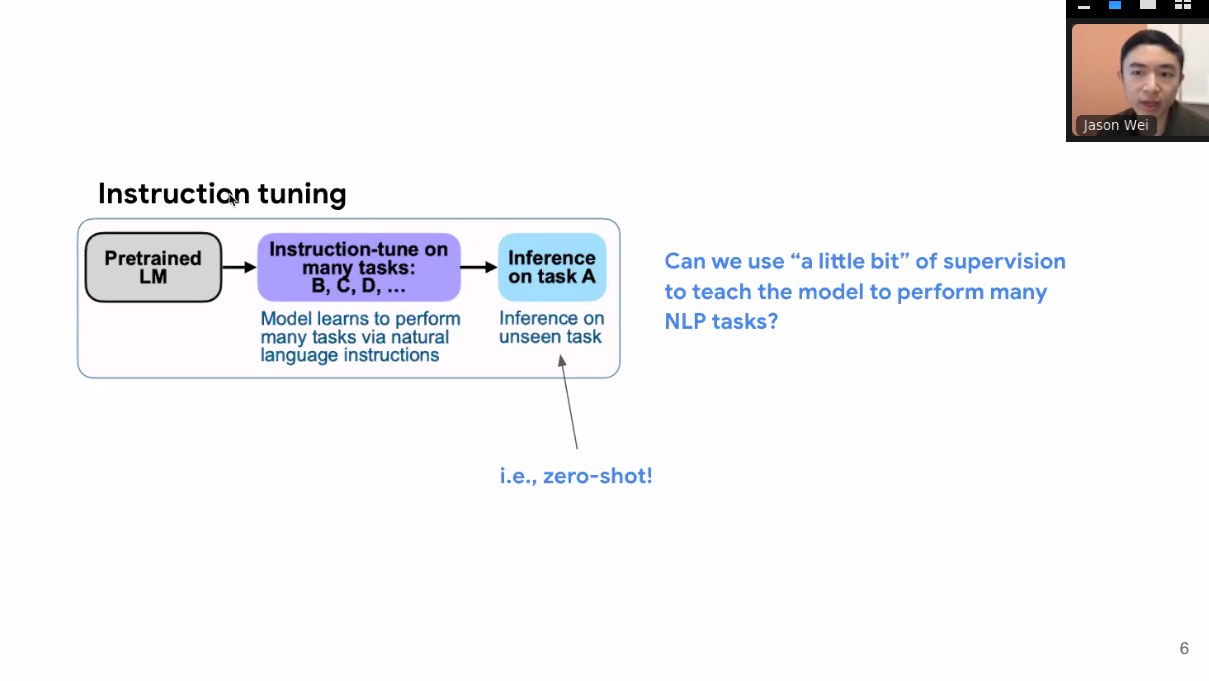 Jason Wei
Instruction tuning
Pretrained
LM
Instruction-tune on
many tasks:
B, C, D, ...
Inference
on task A
Model learns to perform
many tasks via natural
language instructions
Inference on
unseen task
Can we use “a little bit” of supervision
to teach the model to perform many
NLP tasks?
i.e., zero-shot!
6